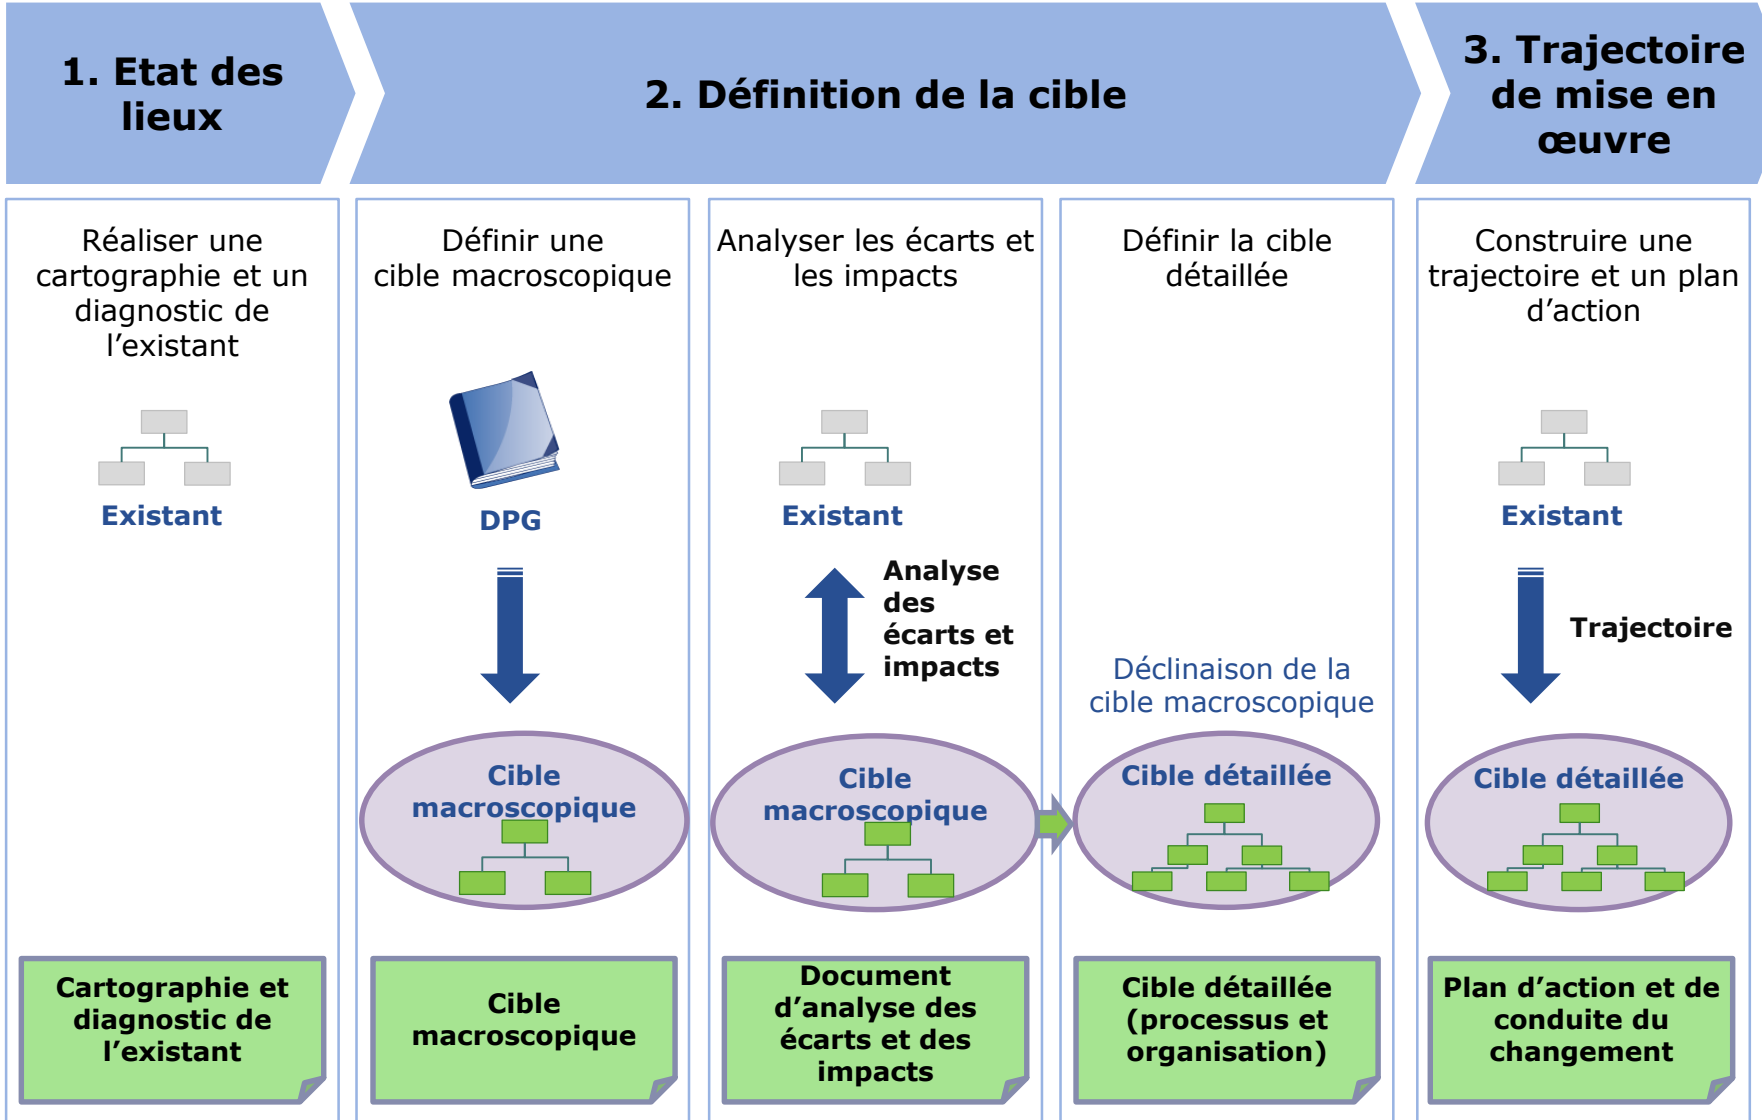 1. Etat des
lieux
2. Définition de la cible
3. Trajectoire
de mise en
œuvre
Réaliser une
cartographie et un
diagnostic de
l’existant
Existant
Cartographie et
diagnostic de
l’existant
Définir une
cible macroscopique
DPG
Cible
macroscopique
Cible
macroscopique
Analyser les écarts et
les impacts
Existant
Analyse
des
écarts et
impacts
Cible
macroscopique
Document
d’analyse des
écarts et des
impacts
Définir la cible
détaillée
Déclinaison de la
cible macroscopique
Cible détaillée
Cible détaillée
(processus et
organisation)
Construire une
trajectoire et un plan
d’action
Existant
Trajectoire
Cible détaillée
Plan d’action et de
conduite du
changement